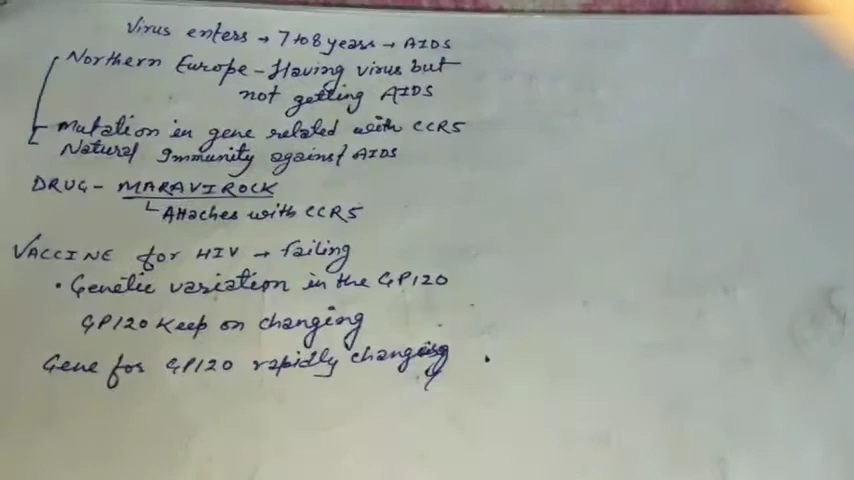 Virus enters → 7 to 8 years → AIDS
Northern Europe - Having virus but
not getting AIDS
Mutation in gene related with CCR5
Natural Immunity against AIDS
DRUG - MARAVIROCK
Attaches with CCR5
VACCINE for HIV → failing
• Genetic variation in the GP120
GP120 Keep on changing
Gene for GP120 rapidly changing